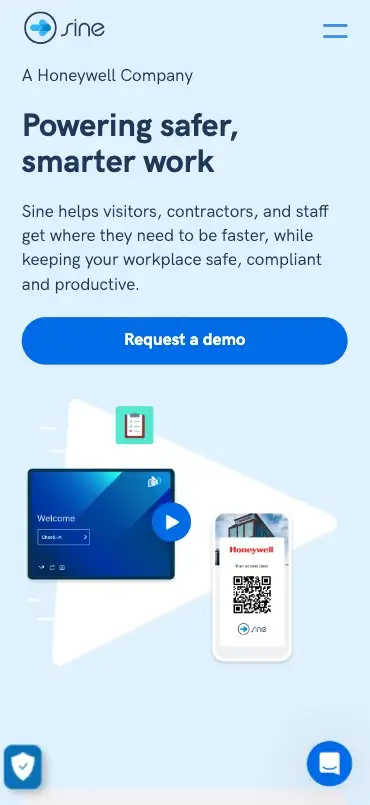 sine
A Honeywell Company
Powering safer,
smarter work
Sine helps visitors, contractors, and staff
get where they need to be faster, while
keeping your workplace safe, compliant
and productive.
Request a demo
Welcome
Check-in
Honeywell
Your access pass
sine